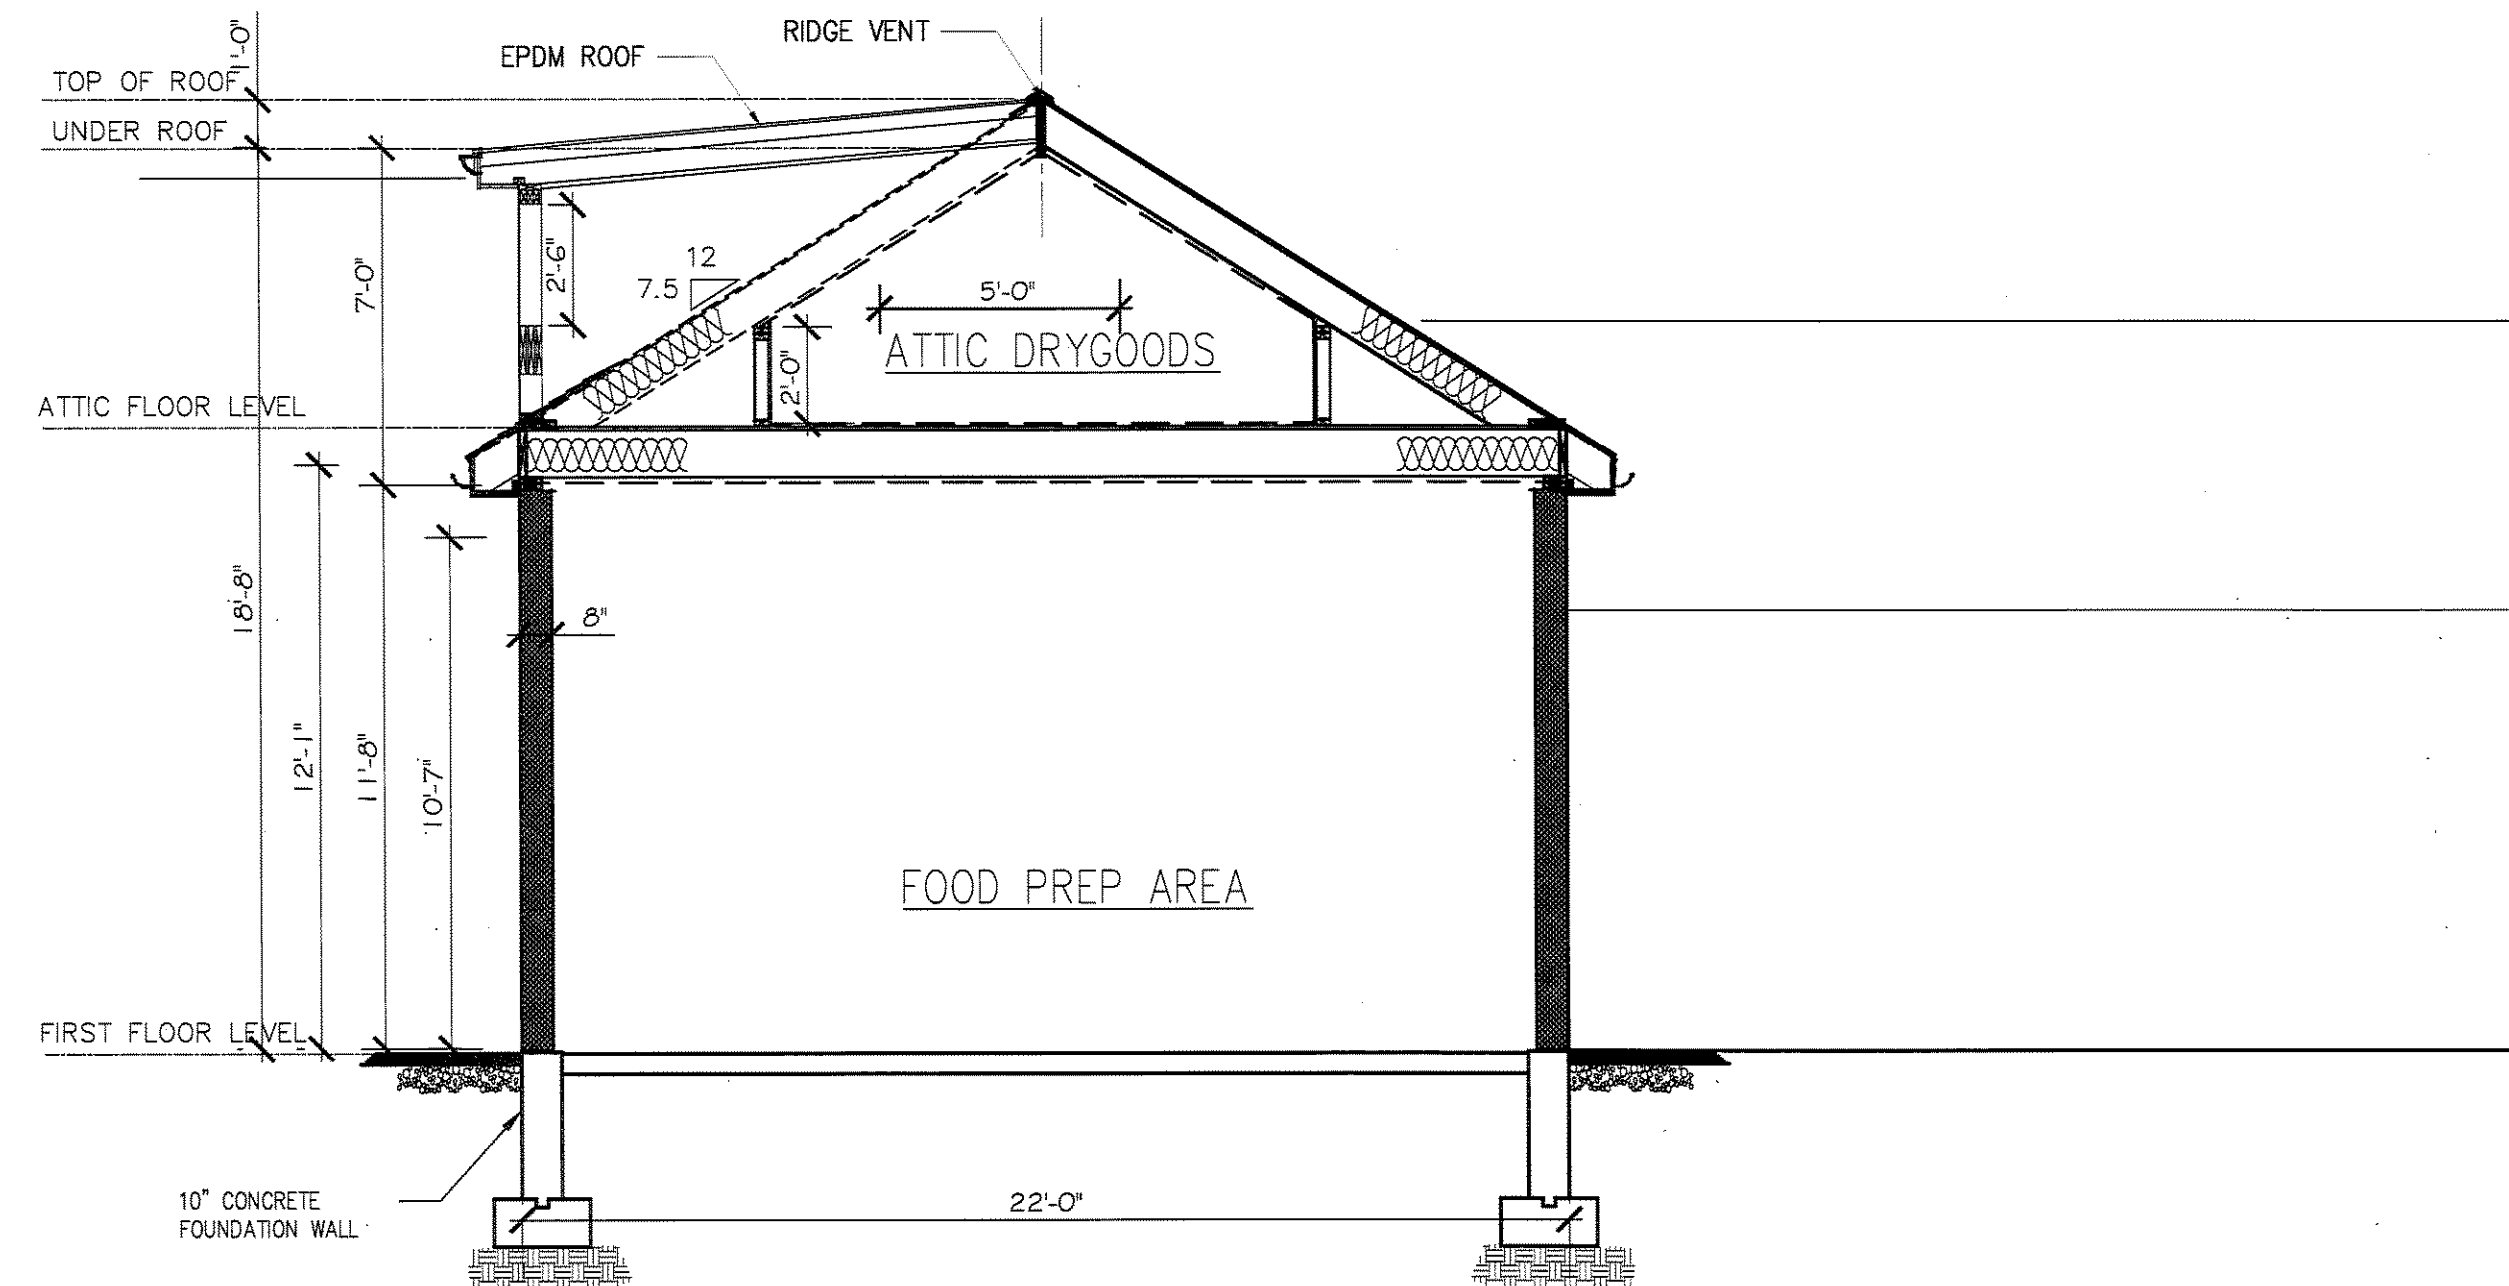 1'-0"
RIDGE VENT
EPDM ROOF
TOP OF ROOF
UNDER ROOF
7'-0"
2'-6"
12
7.5
5'-0"
ATTIC DRYGOODS
2'-0"
ATTIC FLOOR LEVEL
18'-8"
8"
12'-1"
11'-8"
10'-7"
FOOD PREP AREA
FIRST FLOOR LEVEL
10" CONCRETE
FOUNDATION WALL
22'-0"